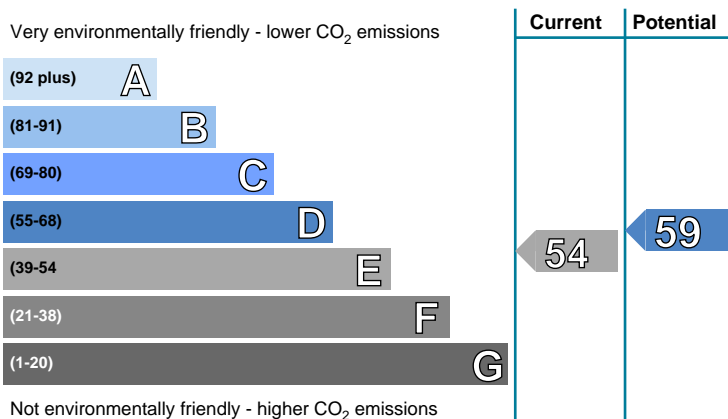 Very environmentally friendly - lower CO2 emissions
Current
Potential
(92 plus) A
(81-91) B
(69-80) C
(55-68) D
(39-54 E
(21-38) F
(1-20) G
54
59
Not environmentally friendly - higher CO2 emissions